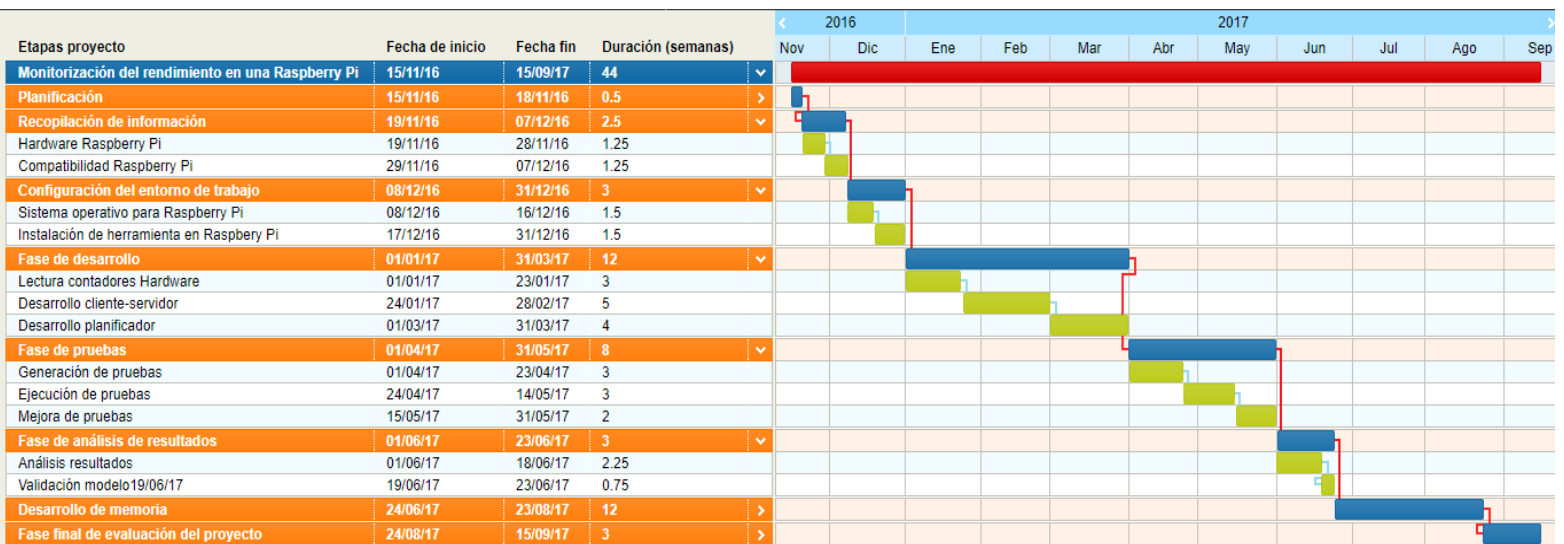 2016 2017
Etapas proyecto Fecha de inicio Fecha fin Duración (semanas) Nov Dic Ene Feb Mar Abr May Jun Jul Ago Sep
Monitorización del rendimiento en una Raspberry Pi 15/11/16 15/09/17 44
Planificación 15/11/16 18/11/16 0.5
Recopilación de información 19/11/16 07/12/16 2.5
Hardware Raspberry Pi 19/11/16 28/11/16 1.25
Compatibilidad Raspberry Pi 29/11/16 07/12/16 1.25
Configuración del entorno de trabajo 08/12/16 31/12/16 3
Sistema operativo para Raspberry Pi 08/12/16 16/12/16 1.5
Instalación de herramienta en Raspbery Pi 17/12/16 31/12/16 1.5
Fase de desarrollo 01/01/17 31/03/17 12
Lectura contadores Hardware 01/01/17 23/01/17 3
Desarrollo cliente-servidor 24/01/17 28/02/17 5
Desarrollo planificador 01/03/17 31/03/17 4
Fase de pruebas 01/04/17 31/05/17 8
Generación de pruebas 01/04/17 23/04/17 3
Ejecución de pruebas 24/04/17 14/05/17 3
Mejora de pruebas 15/05/17 31/05/17 2
Fase de análisis de resultados 01/06/17 23/06/17 3
Análisis resultados 01/06/17 18/06/17 2.25
Validación modelo19/06/17 19/06/17 23/06/17 0.75
Desarrollo de memoria 24/06/17 23/08/17 12
Fase final de evaluación del proyecto 24/08/17 15/09/17 3